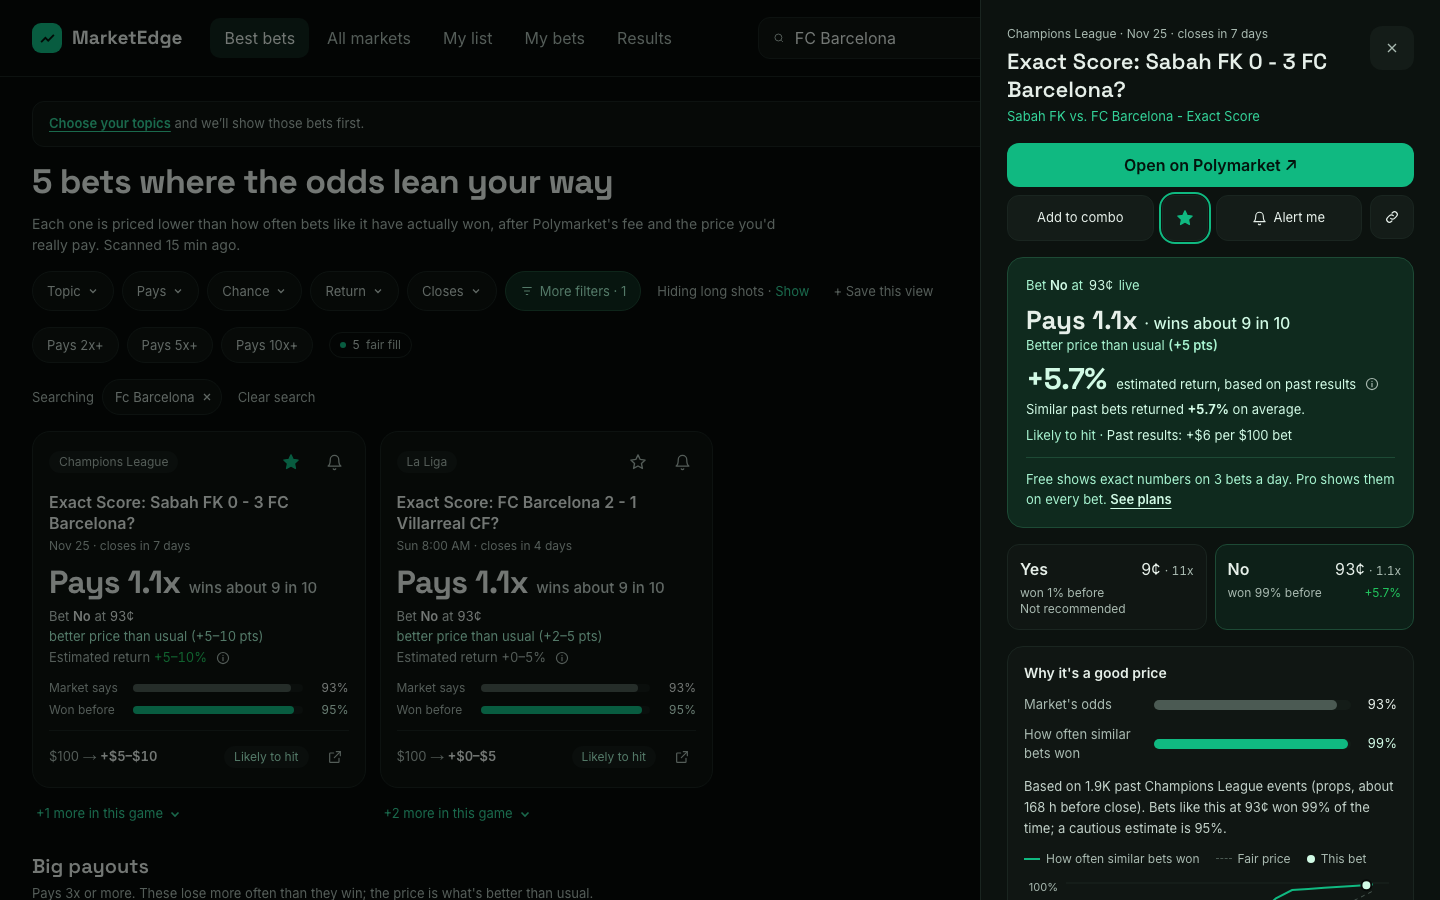 MarketEdge
Best bets
All markets
My list
My bets
Results
FC Barcelona
Choose your topics and we'll show those bets first.
5 bets where the odds lean your way
Each one is priced lower than how often bets like it have actually won, after Polymarket's fee and the price you'd
really pay. Scanned 15 min ago.
Topic
Pays
Chance
Return
Closes
More filters · 1
Hiding long shots · Show
+ Save this view
Pays 2x+
Pays 5x+
Pays 10x+
5 fair fill
Searching
Fc Barcelona ×
Clear search
Champions League
Exact Score: Sabah FK 0 - 3 FC
Barcelona?
Nov 25 · closes in 7 days
Pays 1.1x wins about 9 in 10
Bet No at 93¢
better price than usual (+5–10 pts)
Estimated return +5–10%
Market says 93%
Won before 95%
$100 → +$5–$10
Likely to hit
+1 more in this game
La Liga
Exact Score: FC Barcelona 2 - 1
Villarreal CF?
Sun 8:00 AM · closes in 4 days
Pays 1.1x wins about 9 in 10
Bet No at 93¢
better price than usual (+2–5 pts)
Estimated return +0–5%
Market says 93%
Won before 95%
$100 → +$0–$5
Likely to hit
+2 more in this game
Big payouts
Pays 3x or more. These lose more often than they win; the price is what's better than usual.
Champions League · Nov 25 · closes in 7 days
Exact Score: Sabah FK 0 - 3 FC
Barcelona?
Sabah FK vs. FC Barcelona - Exact Score
Open on Polymarket ↗
Add to combo
Alert me
Bet No at 93¢ live
Pays 1.1x · wins about 9 in 10
Better price than usual (+5 pts)
+5.7% estimated return, based on past results
Similar past bets returned +5.7% on average.
Likely to hit · Past results: +$6 per $100 bet
Free shows exact numbers on 3 bets a day. Pro shows them
on every bet. See plans
Yes 9¢ · 11x
won 1% before
Not recommended
No 93¢ · 1.1x
won 99% before +5.7%
Why it's a good price
Market's odds 93%
How often similar
bets won 99%
Based on 1.9K past Champions League events (props, about
168 h before close). Bets like this at 93¢ won 99% of the
time; a cautious estimate is 95%.
How often similar bets won
Fair price
This bet
100%